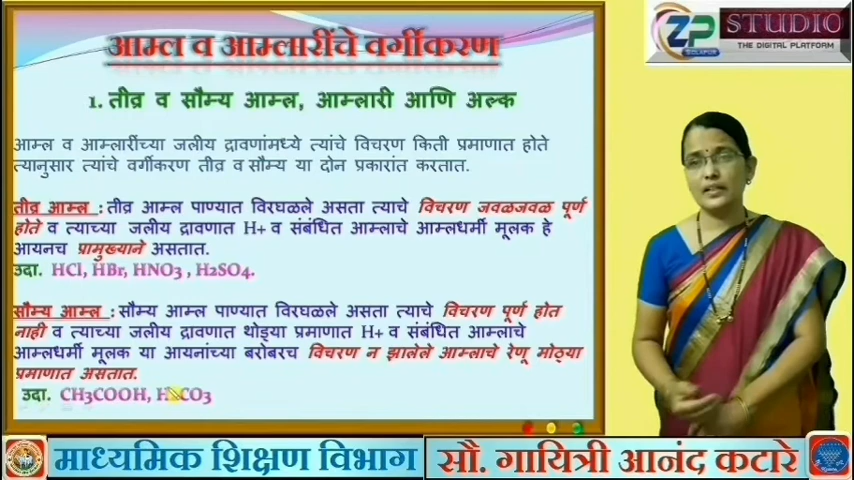 आम्ल व आम्लारींचे वर्गीकरण
ZP STUDIO
SOLAPUR
THE DIGITAL PLATFORM
1. तीव्र व सौम्य आम्ल, आम्लारी आणि अल्क
आम्ल व आम्लारींच्या जलीय द्रावणांमध्ये त्यांचे विचरण किती प्रमाणात होते
त्यानुसार त्यांचे वर्गीकरण तीव्र व सौम्य या दोन प्रकारांत करतात.
तीव्र आम्ल : तीव्र आम्ल पाण्यात विरघळले असता त्याचे विचरण जवळजवळ पूर्ण
होते व त्याच्या जलीय द्रावणात H+ व संबंधित आम्लाचे आम्लधर्मी मूलक हे
आयनच प्रामुख्याने असतात.
उदा. HCl, HBr, HNO3 , H2SO4.
सौम्य आम्ल : सौम्य आम्ल पाण्यात विरघळले असता त्याचे विचरण पूर्ण होत
नाही व त्याच्या जलीय द्रावणात थोड्या प्रमाणात H+ व संबंधित आम्लाचे
आम्लधर्मी मूलक या आयनांच्या बरोबरच विचरण न झालेले आम्लाचे रेणू मोठ्या
प्रमाणात असतात.
उदा. CH3COOH, H2CO3
माध्यमिक शिक्षण विभाग
सौ. गायित्री आनंद कटारे